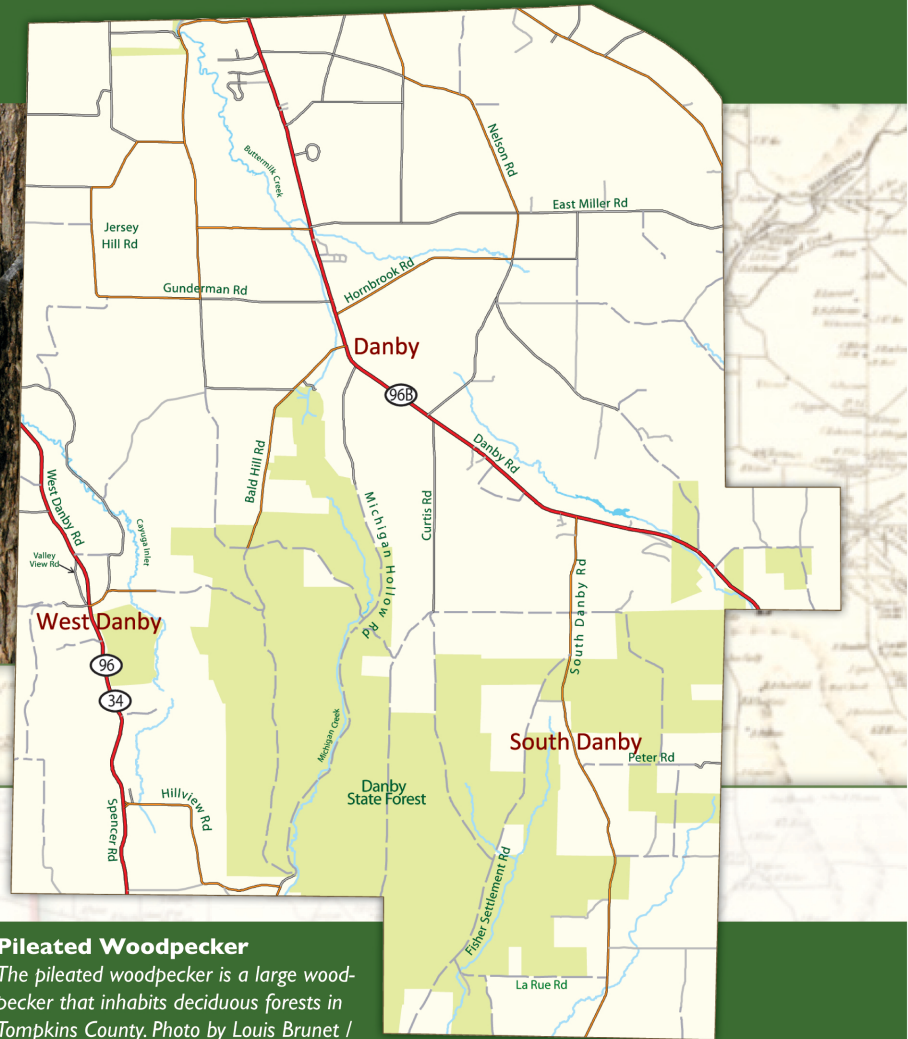 Nelson Rd
Buttermilk Creek
East Miller Rd
Jersey
Hill Rd
Hornbrook Rd
Gunderman Rd
Danby
96B
Danby Rd
Bald Hill Rd
West Danby Rd
Michigan Hollow Rd
Curtis Rd
Cayuga Inler
Valley
View Rd
South Danby Rd
West Danby
96
34
Michigan Creek
South Danby
Peter Rd
Danby
State Forest
Hillview Rd
Spencer Rd
Fisher Settlement Rd
La Rue Rd
Pileated Woodpecker
The pileated woodpecker is a large wood-
pecker that inhabits deciduous forests in
Tompkins County. Photo by Louis Brunet /